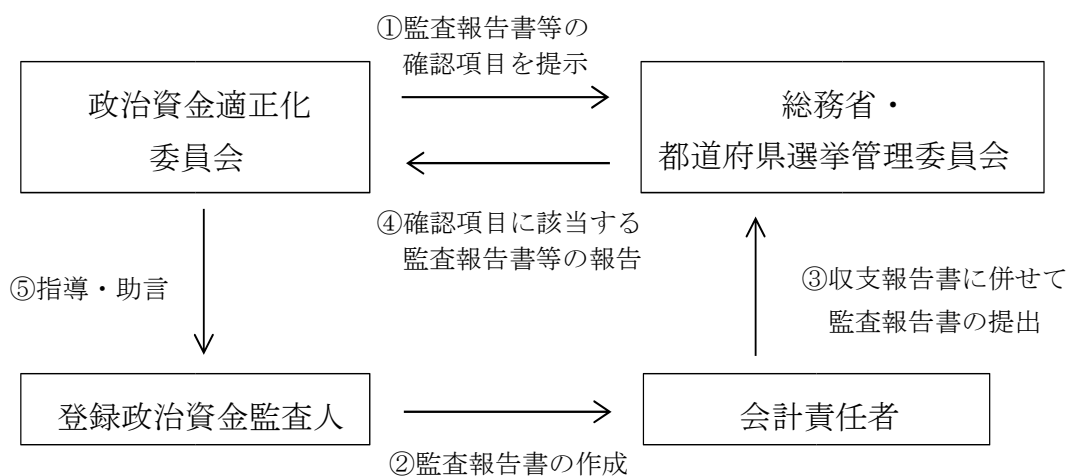 ①監査報告書等の
確認項目を提示
政治資金適正化
委員会
総務省・
都道府県選挙管理委員会
④確認項目に該当する
監査報告書等の報告
⑤指導・助言
③収支報告書に併せて
監査報告書の提出
登録政治資金監査人
会計責任者
②監査報告書の作成